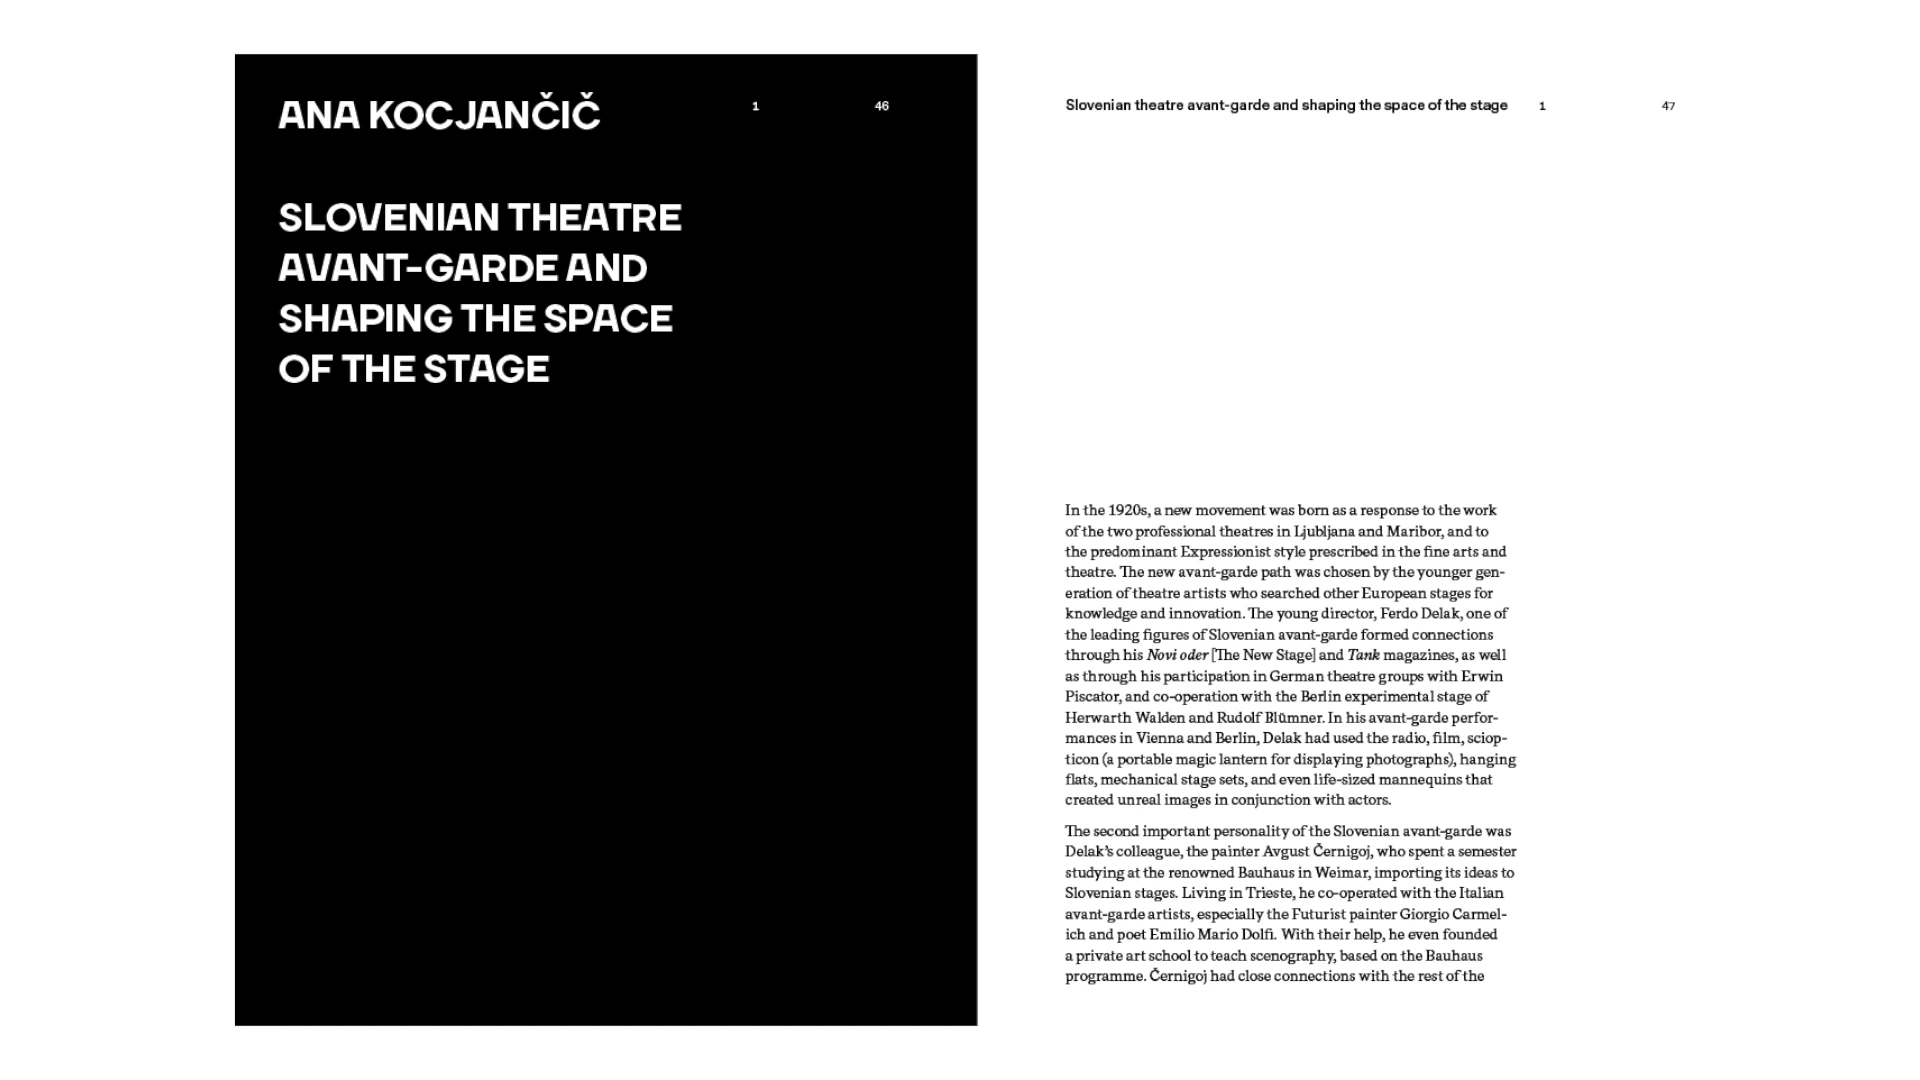 ANA KOCJANČIČ 1 46
SLOVENIAN THEATRE
AVANT-GARDE AND
SHAPING THE SPACE
OF THE STAGE
Slovenian theatre avant-garde and shaping the space of the stage 1 47
In the 1920s, a new movement was born as a response to the work
of the two professional theatres in Ljubljana and Maribor, and to
the predominant Expressionist style prescribed in the fine arts and
theatre. The new avant-garde path was chosen by the younger gen-
eration of theatre artists who searched other European stages for
knowledge and innovation. The young director, Ferdo Delak, one of
the leading figures of Slovenian avant-garde formed connections
through his Novi oder [The New Stage] and Tank magazines, as well
as through his participation in German theatre groups with Erwin
Piscator, and co-operation with the Berlin experimental stage of
Herwarth Walden and Rudolf Blümner. In his avant-garde perfor-
mances in Vienna and Berlin, Delak had used the radio, film, sciop-
ticon (a portable magic lantern for displaying photographs), hanging
flats, mechanical stage sets, and even life-sized mannequins that
created unreal images in conjunction with actors.
The second important personality of the Slovenian avant-garde was
Delak’s colleague, the painter Avgust Černigoj, who spent a semester
studying at the renowned Bauhaus in Weimar, importing its ideas to
Slovenian stages. Living in Trieste, he co-operated with the Italian
avant-garde artists, especially the Futurist painter Giorgio Carmel-
ich and poet Emilio Mario Dolfi. With their help, he even founded
a private art school to teach scenography, based on the Bauhaus
programme. Černigoj had close connections with the rest of the